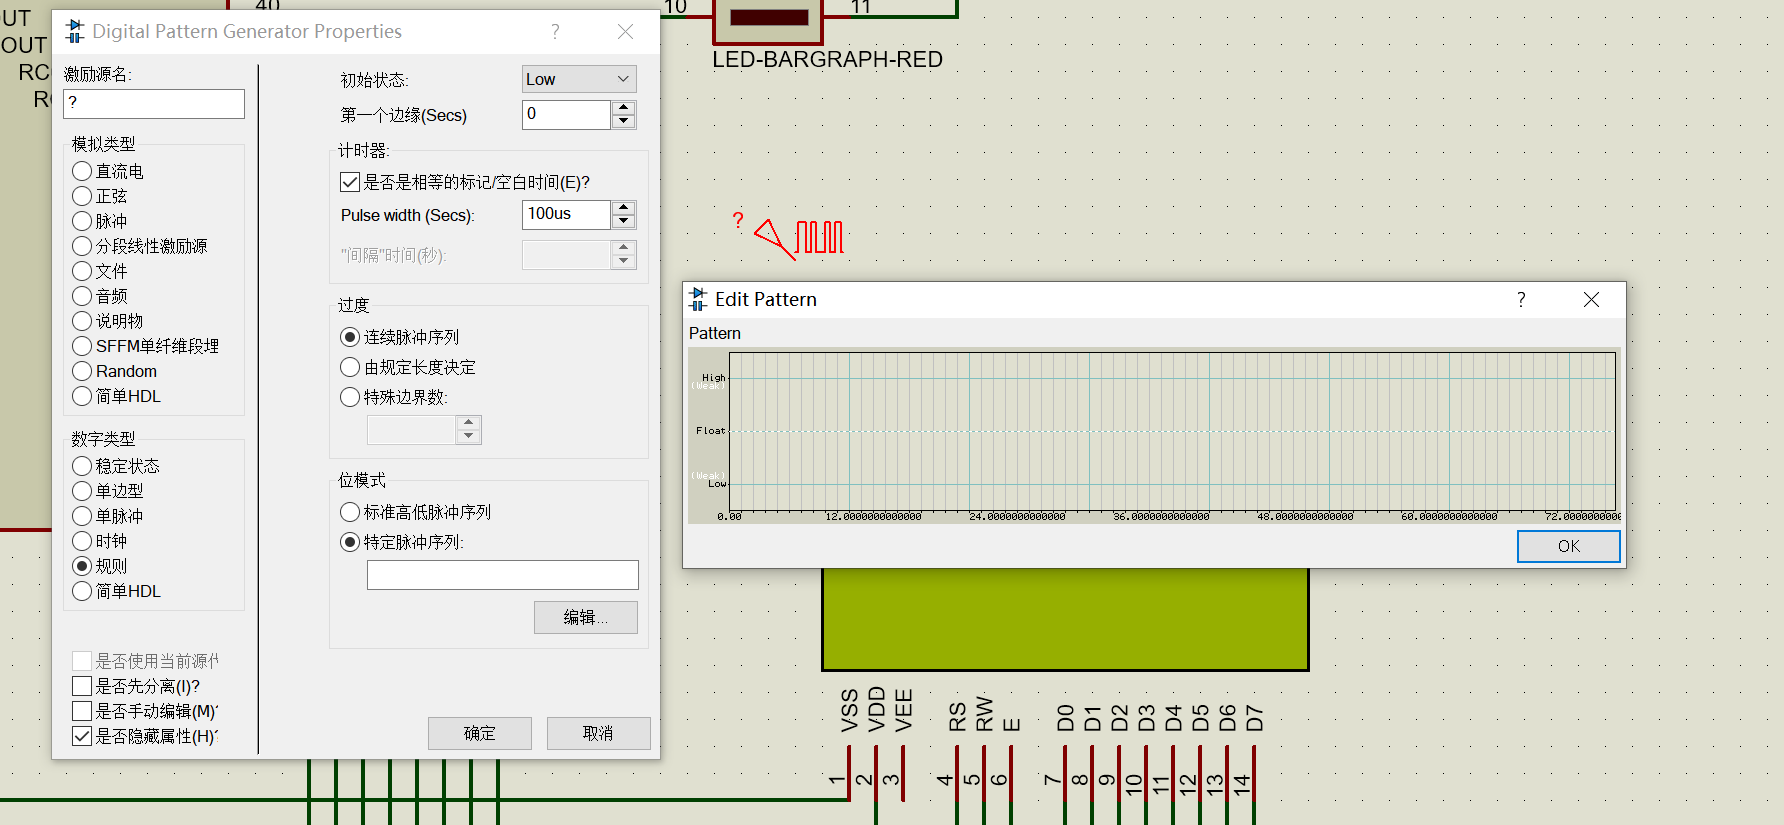 OUT
OUT
40
10
11
LED-BARGRAPH-RED
Digital Pattern Generator Properties
?
激励源名:
?
模拟类型
直流电
正弦
脉冲
分段线性激励源
文件
音频
说明物
SFFM单纤维段埋
Random
简单HDL
数字类型
稳定状态
单边型
单脉冲
时钟
规则
简单HDL
是否使用当前源代
是否先分离(I)?
是否手动编辑(M)?
是否隐藏属性(H)?
初始状态:
Low
第一个边缘(Secs)
0
计时器:
是否是相等的标记/空白时间(E)?
Pulse width (Secs):
100us
"间隔"时间(秒):
过度
连续脉冲序列
由规定长度决定
特殊边界数:
位模式
标准高低脉冲序列
特定脉冲序列:
编辑...
确定
取消
?
Edit Pattern
?
Pattern
High
(Weak)
Float
(Weak)
Low
0.00 12.0000000000000 24.0000000000000 36.0000000000000 48.0000000000000 60.0000000000000 72.000000000
OK
VSS VDD VEE RS RW E D0 D1 D2 D3 D4 D5 D6 D7
1 2 3 4 5 6 7 8 9 10 11 12 13 14